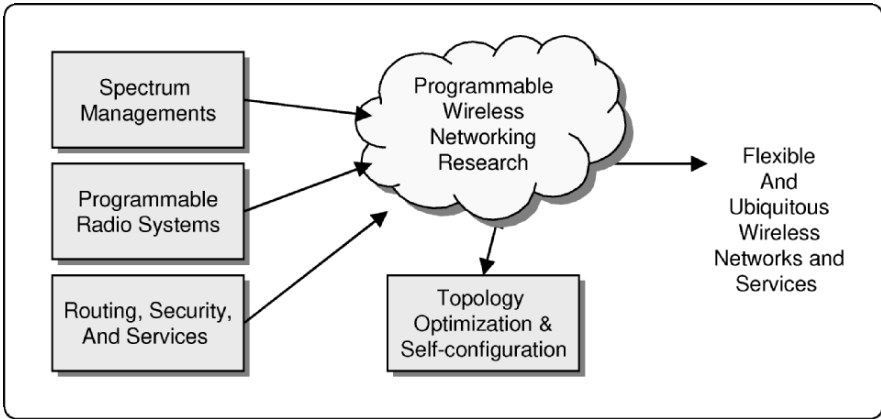 Spectrum
Managements
Programmable
Radio Systems
Routing, Security,
And Services
Programmable
Wireless
Networking
Research
Topology
Optimization &
Self-configuration
Flexible
And
Ubiquitous
Wireless
Networks and
Services